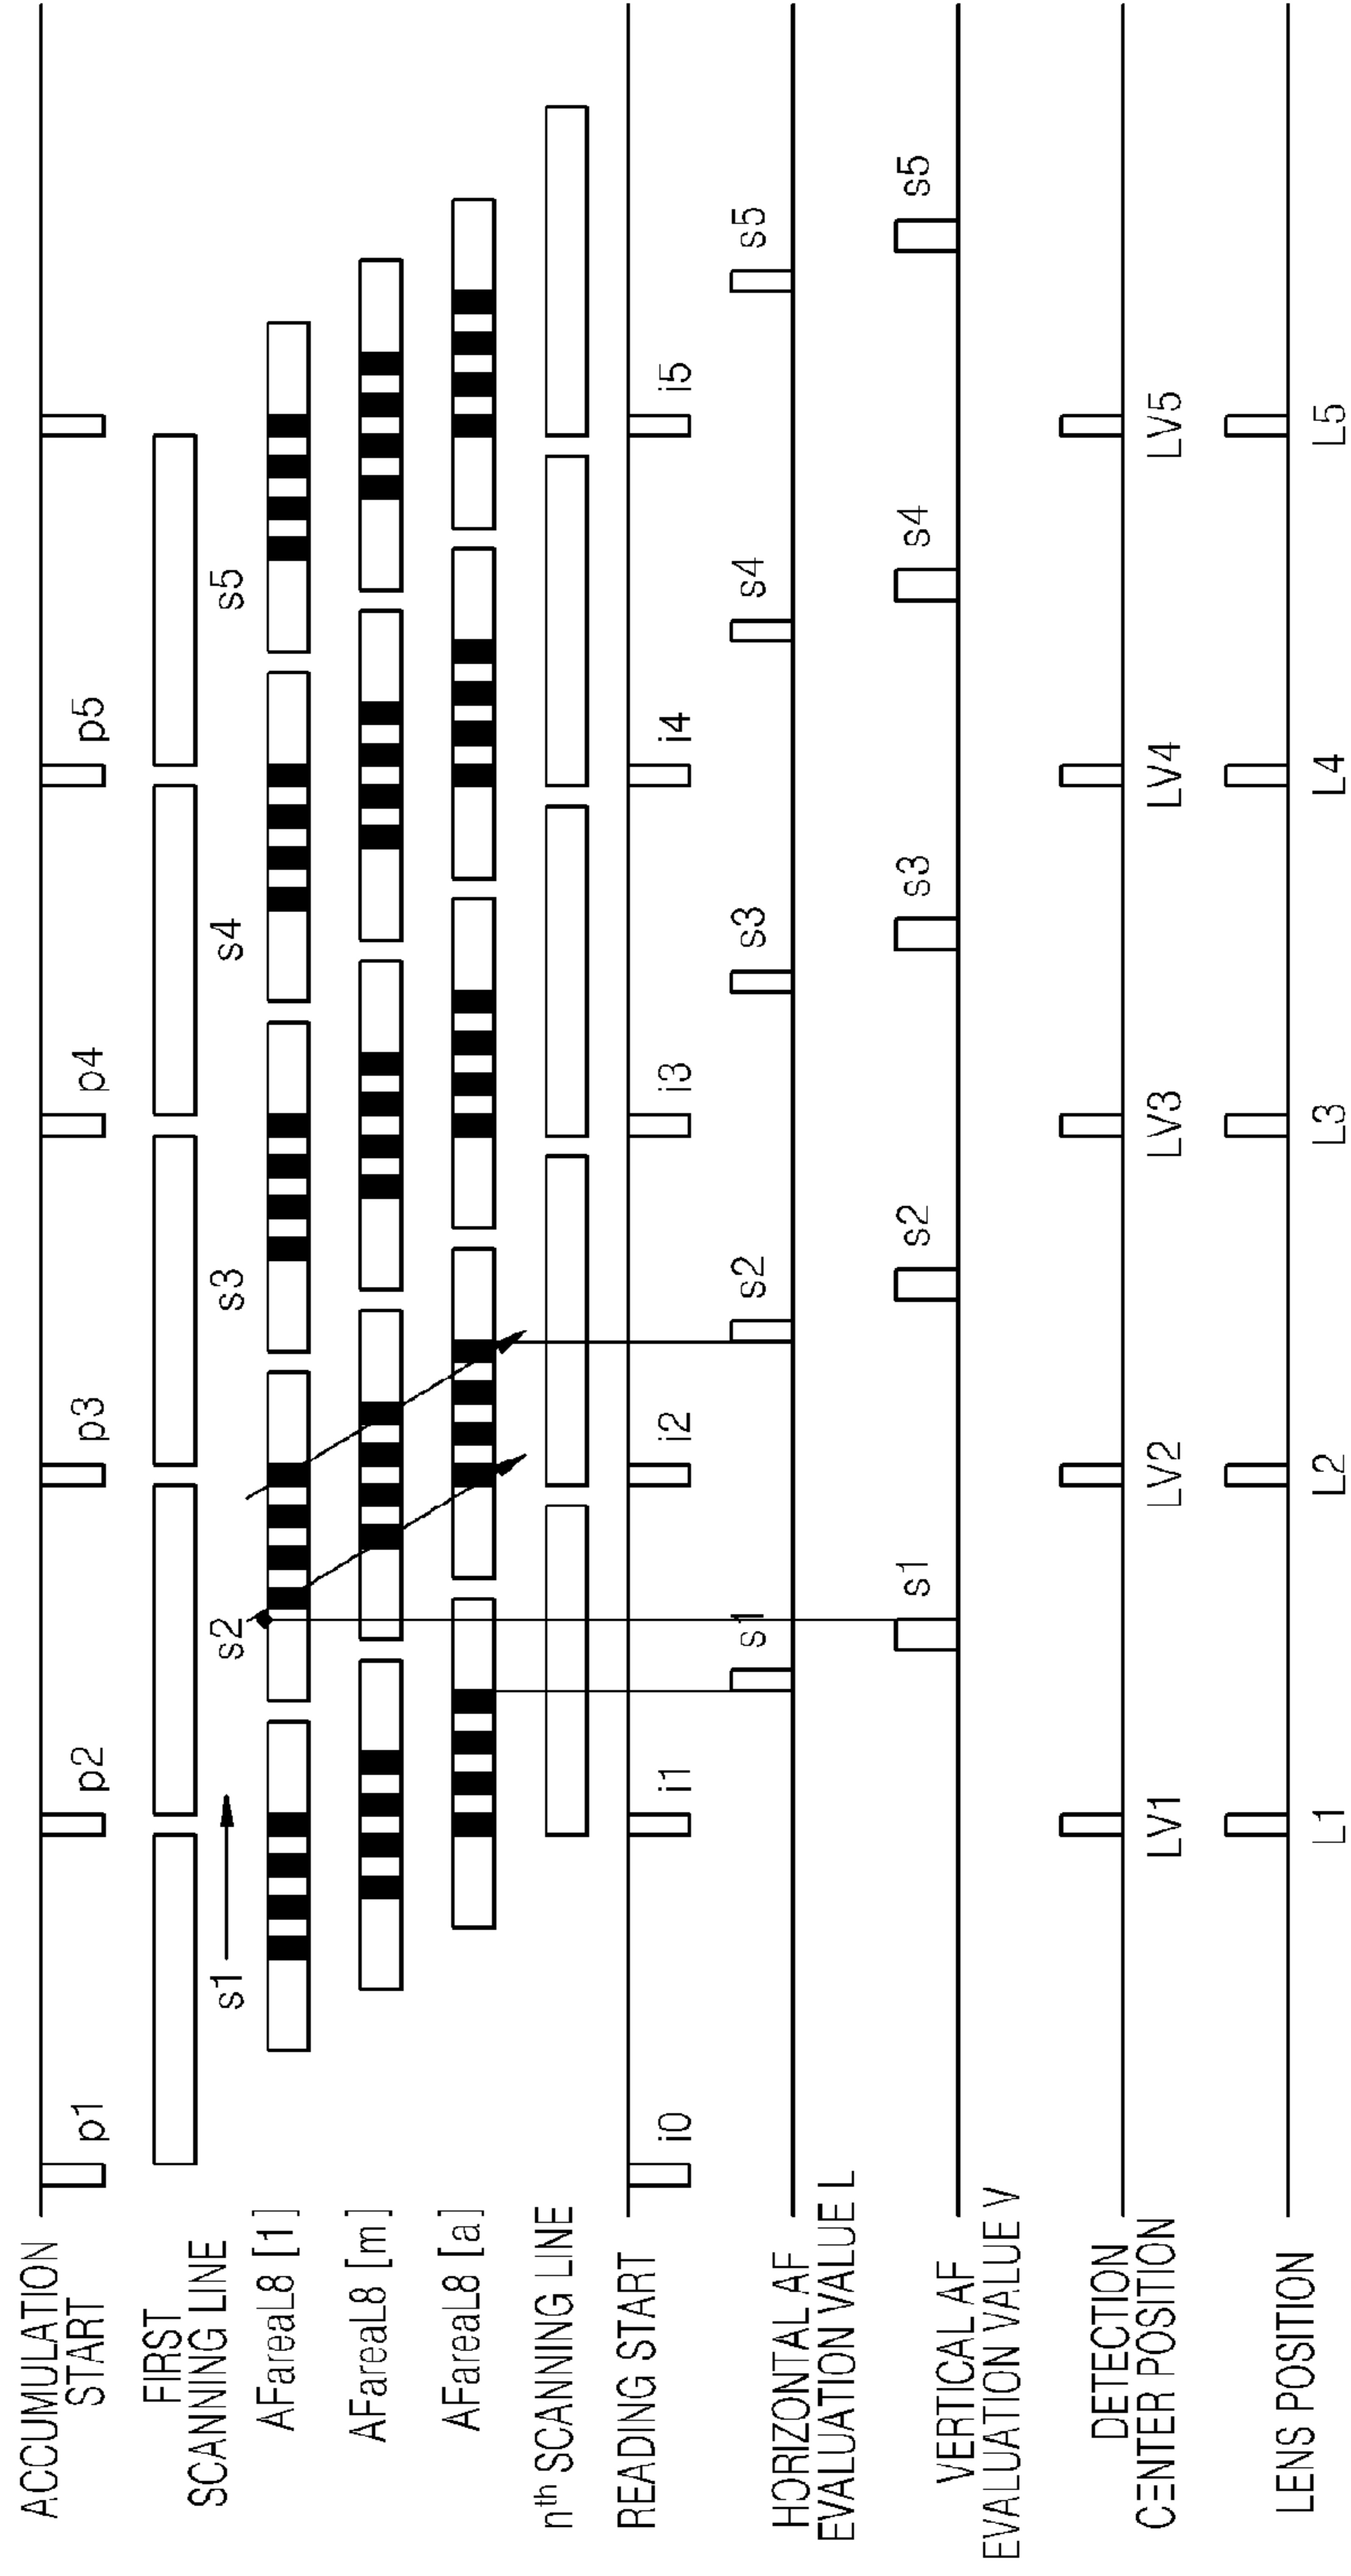 ACCUMULATION
START
p1 p2 p3 p4 p5
FIRST
SCANNING LINE
s1 s2 s3 s4 s5
AFareaL8 [1]
AFareaL8 [m]
AFareaL8 [a]
nth SCANNING LINE
READING START
i0 i1 i2 i3 i4 i5
HORIZONTAL AF
EVALUATION VALUE L
s1 s2 s3 s4 s5
VERTICAL AF
EVALUATION VALUE V
s1 s2 s3 s4 s5
DETECTION
CENTER POSITION
LV1 LV2 LV3 LV4 LV5
LENS POSITION
L1 L2 L3 L4 L5